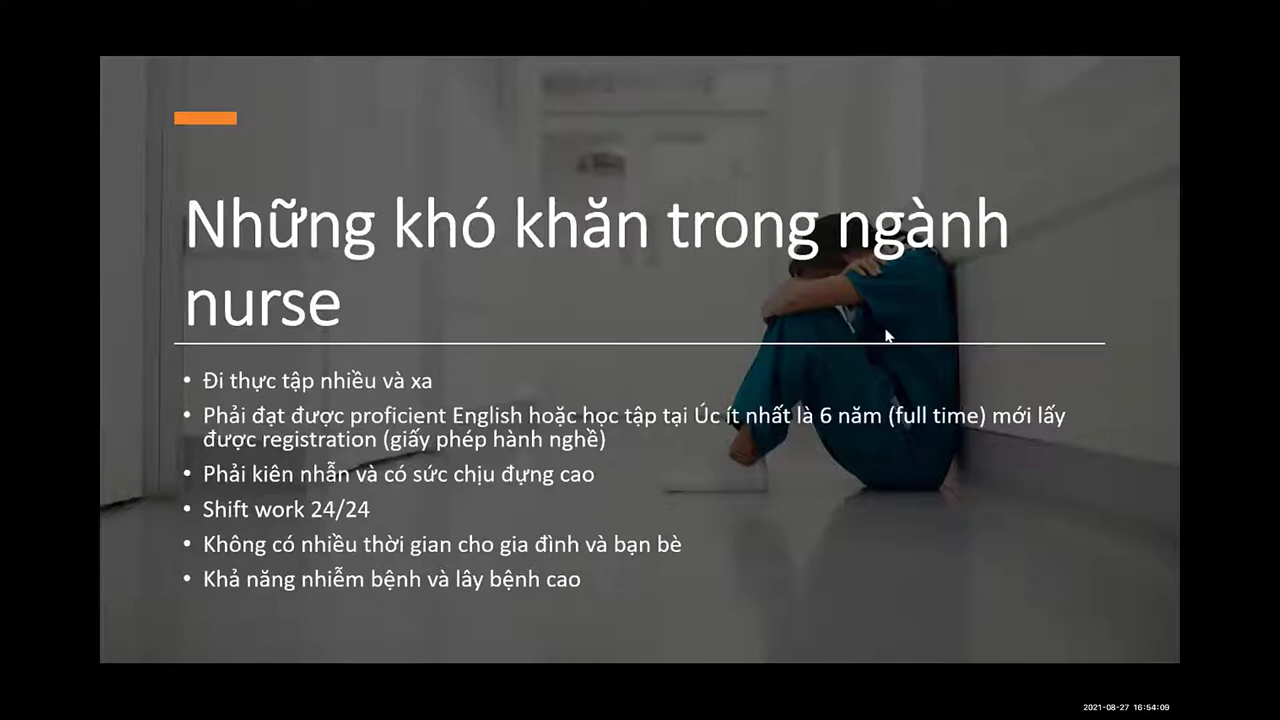 Những khó khăn trong ngành
nurse
• Đi thực tập nhiều và xa
• Phải đạt được proficient English hoặc học tập tại Úc ít nhất là 6 năm (full time) mới lấy
được registration (giấy phép hành nghề)
• Phải kiên nhẫn và có sức chịu đựng cao
• Shift work 24/24
• Không có nhiều thời gian cho gia đình và bạn bè
• Khả năng nhiễm bệnh và lây bệnh cao
2021-08-27 16:54:09